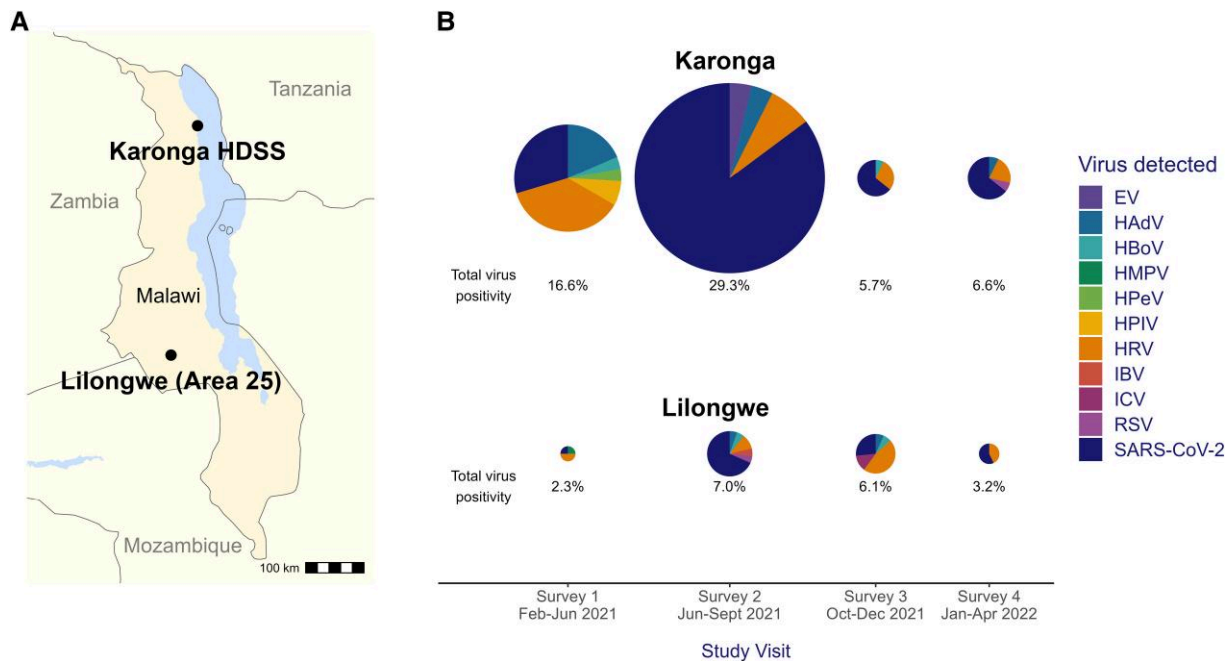 A
Tanzania
Karonga HDSS
Zambia
Malawi
Lilongwe (Area 25)
Mozambique
100 km
B
Karonga
Total virus
positivity
16.6%
29.3%
5.7%
6.6%
Lilongwe
Total virus
positivity
2.3%
7.0%
6.1%
3.2%
Survey 1
Feb-Jun 2021
Survey 2
Jun-Sept 2021
Survey 3
Oct-Dec 2021
Survey 4
Jan-Apr 2022
Study Visit
Virus detected
EV
HAdV
HBoV
HMPV
HPeV
HPIV
HRV
IBV
ICV
RSV
SARS-CoV-2